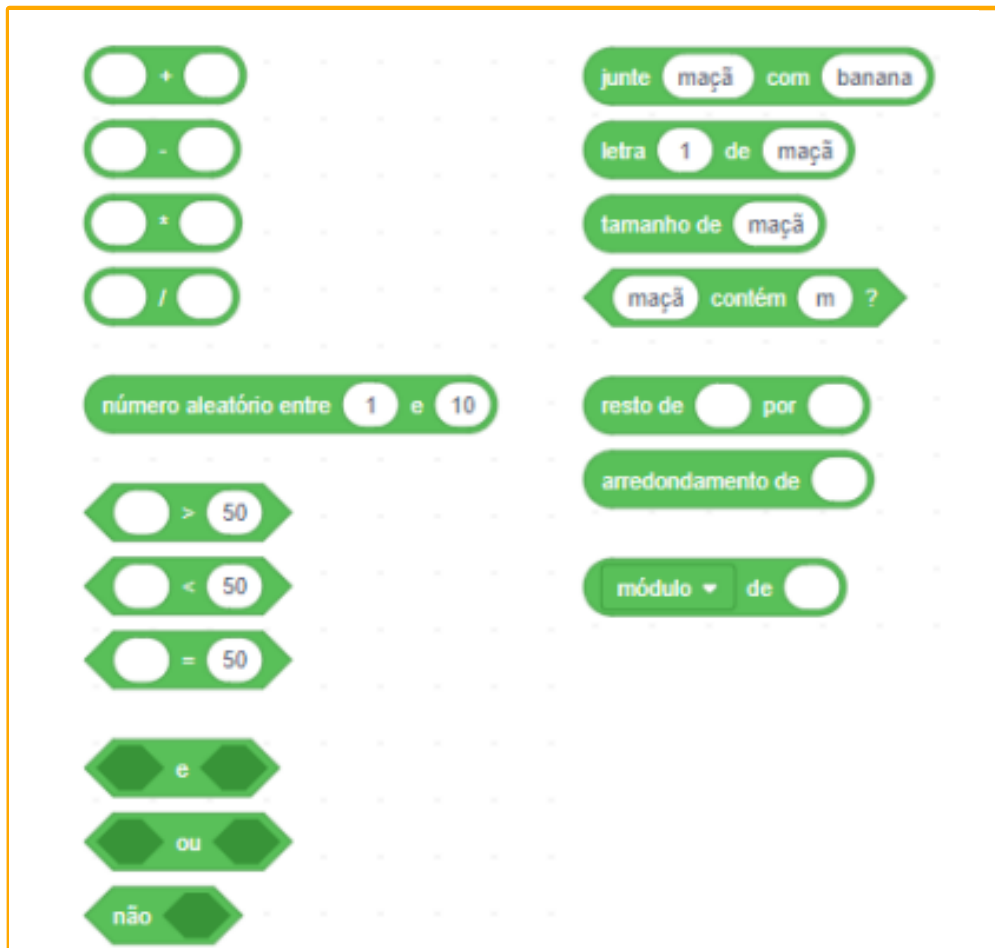 +
-
*
/
número aleatório entre 1 e 10
> 50
< 50
= 50
e
ou
não
junte maçã com banana
letra 1 de maçã
tamanho de maçã
maçã contém m ?
resto de por
arredondamento de
módulo de